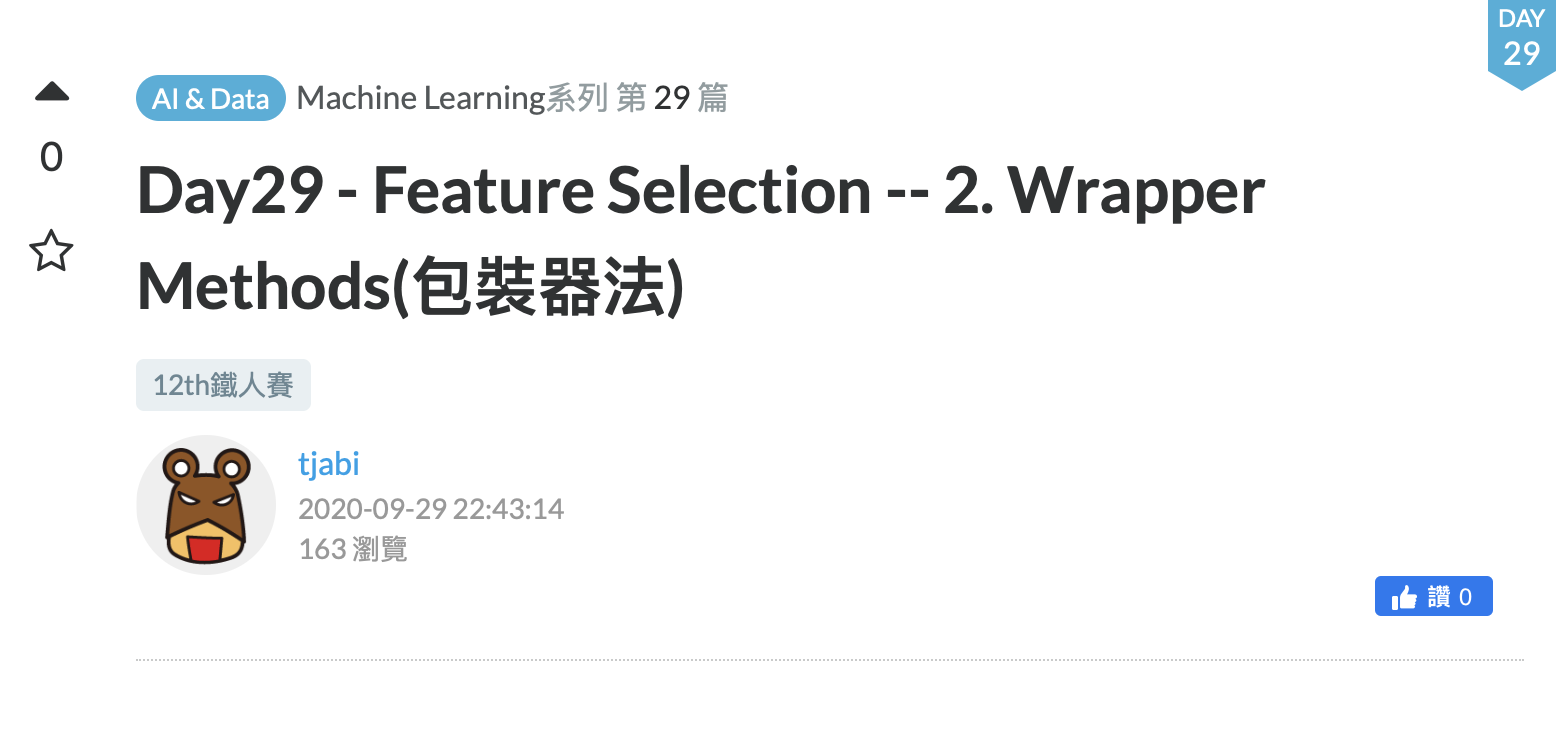 DAY
29
AI & Data Machine Learning系列 第 29 篇
0
Day29 - Feature Selection -- 2. Wrapper
Methods(包裝器法)
12th鐵人賽
tjabi
2020-09-29 22:43:14
163 瀏覽
讚 0